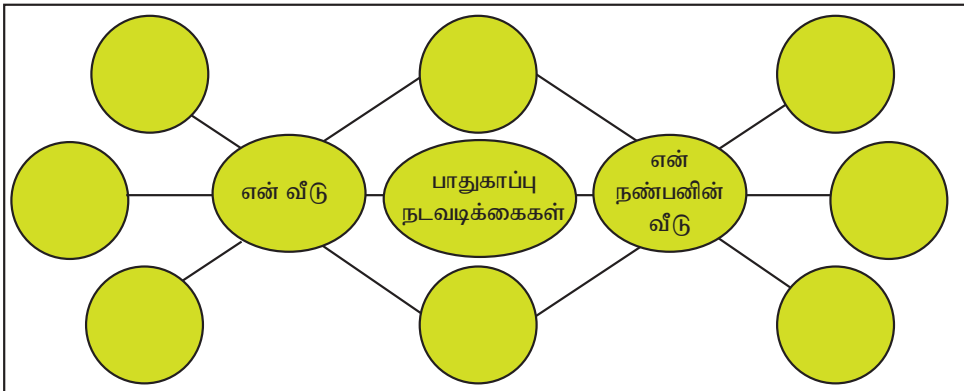 என் வீடு
பாதுகாப்பு
நடவடிக்கைகள்
என்
நண்பனின்
வீடு